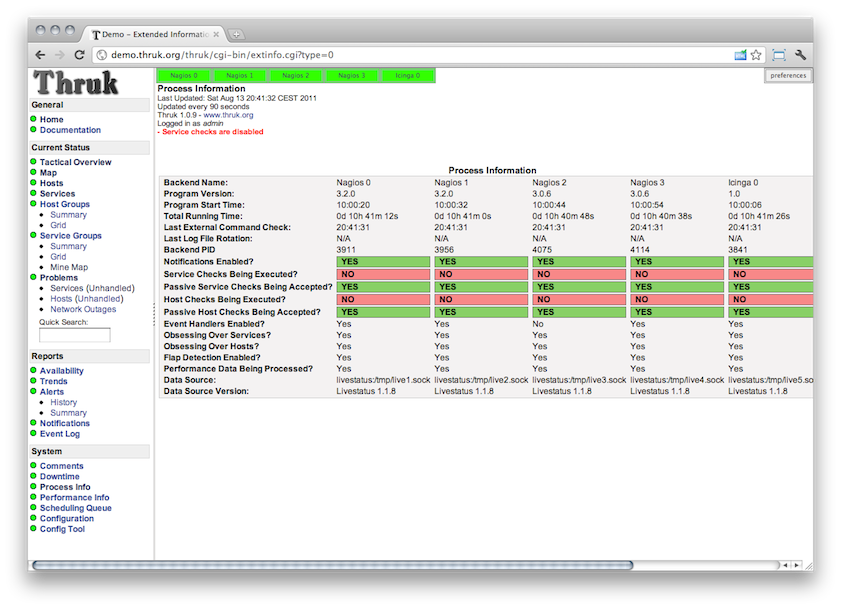 Demo - Extended Informatio
demo.thruk.org/thruk/cgi-bin/extinfo.cgi?type=0
Thruk
General
Home
Documentation
Current Status
Tactical Overview
Map
Hosts
Services
Host Groups
Summary
Grid
Service Groups
Summary
Grid
Mine Map
Problems
Services (Unhandled)
Hosts (Unhandled)
Network Outages
Quick Search:
Reports
Availability
Trends
Alerts
History
Summary
Notifications
Event Log
System
Comments
Downtime
Process Info
Performance Info
Scheduling Queue
Configuration
Config Tool
Nagios 0 Nagios 1 Nagios 2 Nagios 3 Icinga 0
preferences
Process Information
Last Updated: Sat Aug 13 20:41:32 CEST 2011
Updated every 90 seconds
Thruk 1.0.9 - www.thruk.org
Logged in as admin
- Service checks are disabled
Process Information
Backend Name: Nagios 0 Nagios 1 Nagios 2 Nagios 3 Icinga 0
Program Version: 3.2.0 3.2.0 3.0.6 3.0.6 1.0
Program Start Time: 10:00:20 10:00:32 10:00:44 10:00:54 10:00:06
Total Running Time: 0d 10h 41m 12s 0d 10h 41m 0s 0d 10h 40m 48s 0d 10h 40m 38s 0d 10h 41m 26s
Last External Command Check: 20:41:31 20:41:31 20:41:31 20:41:31 20:41:31
Last Log File Rotation: N/A N/A N/A N/A N/A
Backend PID 3911 3956 4075 4114 3841
Notifications Enabled? YES YES YES YES YES
Service Checks Being Executed? NO NO NO NO NO
Passive Service Checks Being Accepted? YES YES YES YES YES
Host Checks Being Executed? NO NO NO NO NO
Passive Host Checks Being Accepted? YES YES YES YES YES
Event Handlers Enabled? Yes Yes No Yes Yes
Obsessing Over Services? Yes Yes Yes Yes Yes
Obsessing Over Hosts? Yes Yes Yes Yes Yes
Flap Detection Enabled? Yes Yes Yes Yes Yes
Performance Data Being Processed? Yes Yes Yes Yes Yes
Data Source: livestatus:/tmp/live1.sock livestatus:/tmp/live2.sock livestatus:/tmp/live3.sock livestatus:/tmp/live4.sock livestatus:/tmp/live5.so
Data Source Version: Livestatus 1.1.8 Livestatus 1.1.8 Livestatus 1.1.8 Livestatus 1.1.8 Livestatus 1.1.8